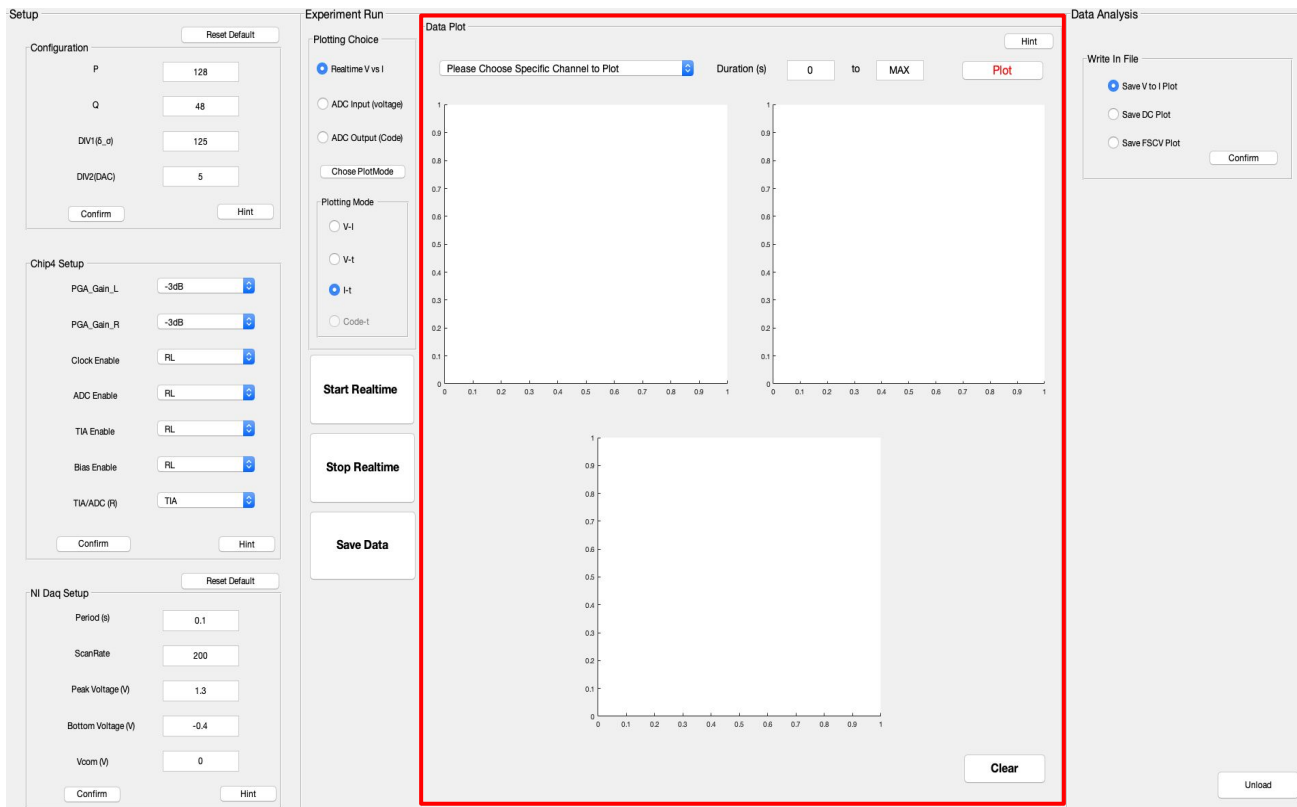 Setup
Reset Default
Configuration
P 128
Q 48
DIV1(δ_σ) 125
DIV2(DAC) 5
Confirm Hint
Chip4 Setup
PGA_Gain_L -3dB
PGA_Gain_R -3dB
Clock Enable RL
ADC Enable RL
TIA Enable RL
Bias Enable RL
TIA/ADC (R) TIA
Confirm Hint
Reset Default
NI Daq Setup
Period (s) 0.1
ScanRate 200
Peak Voltage (V) 1.3
Bottom Voltage (V) -0.4
Vcom (V) 0
Confirm Hint
Experiment Run
Plotting Choice
Realtime V vs I
ADC Input (voltage)
ADC Output (Code)
Chose PlotMode
Plotting Mode
V-I
V-t
I-t
Code-t
Start Realtime
Stop Realtime
Save Data
Data Plot
Hint
Please Choose Specific Channel to Plot Duration (s) 0 to MAX Plot
1
0.9
0.8
0.7
0.6
0.5
0.4
0.3
0.2
0.1
0
0 0.1 0.2 0.3 0.4 0.5 0.6 0.7 0.8 0.9 1
1
0.9
0.8
0.7
0.6
0.5
0.4
0.3
0.2
0.1
0
0 0.1 0.2 0.3 0.4 0.5 0.6 0.7 0.8 0.9 1
1
0.9
0.8
0.7
0.6
0.5
0.4
0.3
0.2
0.1
0
0 0.1 0.2 0.3 0.4 0.5 0.6 0.7 0.8 0.9 1
Clear
Data Analysis
Write In File
Save V to I Plot
Save DC Plot
Save FSCV Plot
Confirm
Unload